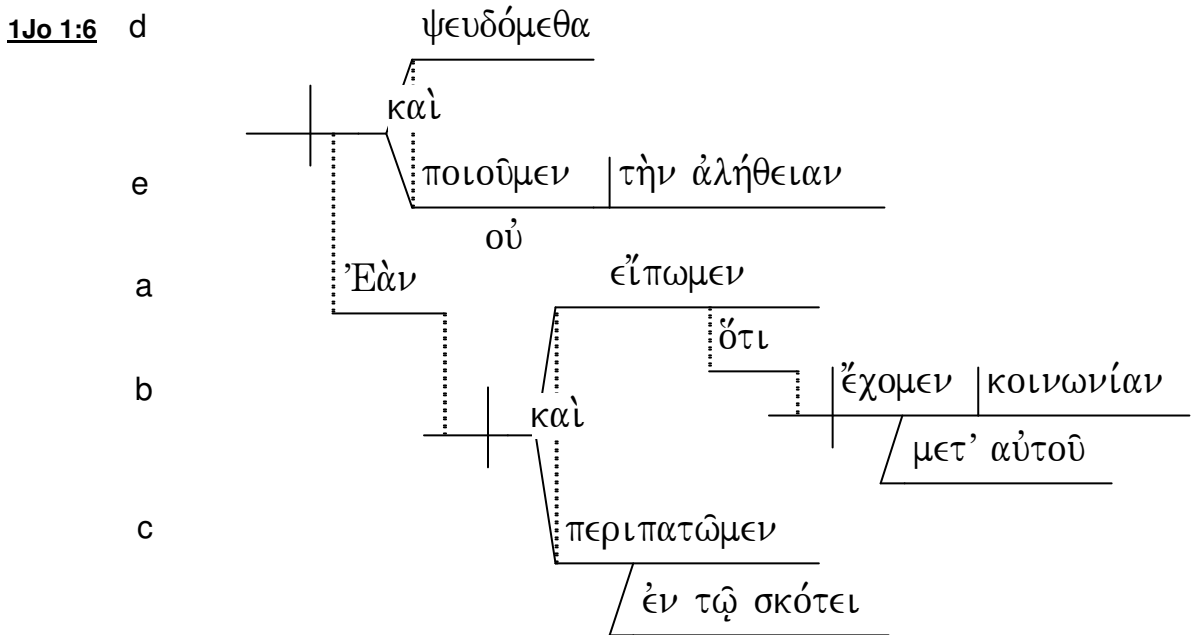 1Jo 1:6 d ψευδόμεθα
καὶ
e ποιοῦμεν τὴν ἀλήθειαν
οὐ
a Ἐὰν εἴπωμεν
ὅτι
b ἔχομεν κοινωνίαν
καὶ
μετ’ αὐτοῦ
c περιπατῶμεν
ἐν τῷ σκότει